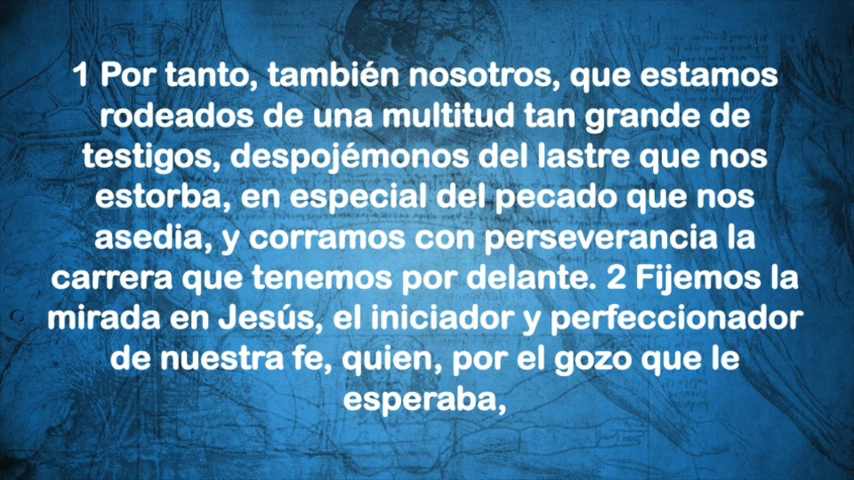 1 Por tanto, también nosotros, que estamos
rodeados de una multitud tan grande de
testigos, despojémonos del lastre que nos
estorba, en especial del pecado que nos
asedia, y corramos con perseverancia la
carrera que tenemos por delante. 2 Fijemos la
mirada en Jesús, el iniciador y perfeccionador
de nuestra fe, quien, por el gozo que le
esperaba,